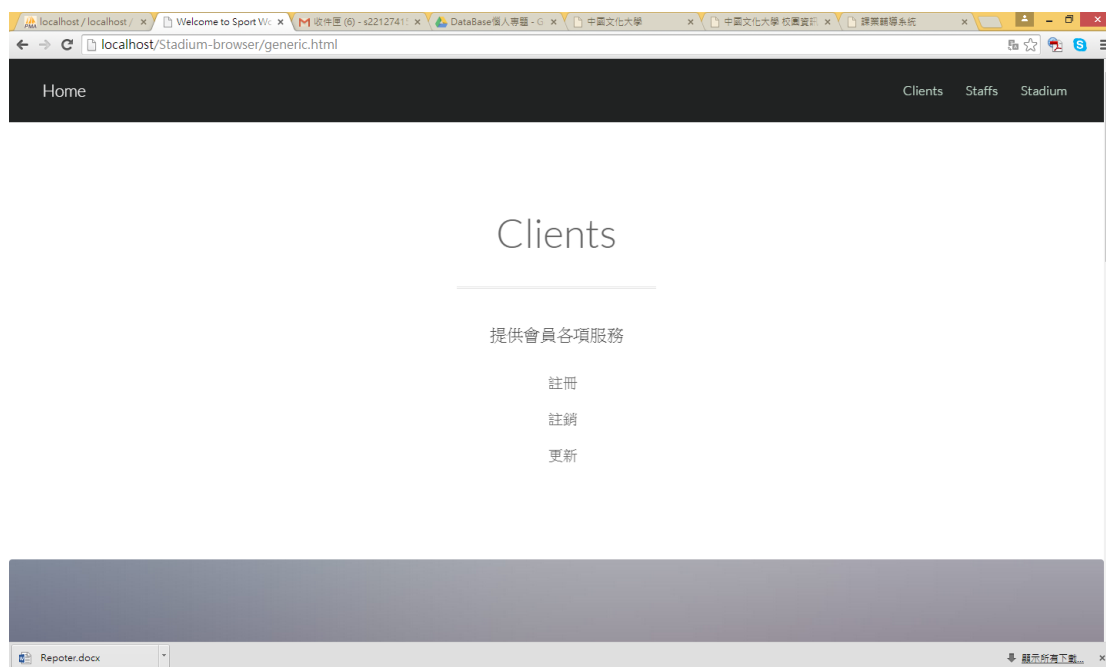 localhost / localhost /
Welcome to Sport Wo
收件匣 (6) - s2212741
DataBase個人專題 - G
中國文化大學
中國文化大學 校園資訊
課業輔導系統
localhost/Stadium-browser/generic.html
Home
Clients
Staffs
Stadium
Clients
提供會員各項服務
註冊
註銷
更新
Repoter.docx
顯示所有下載...